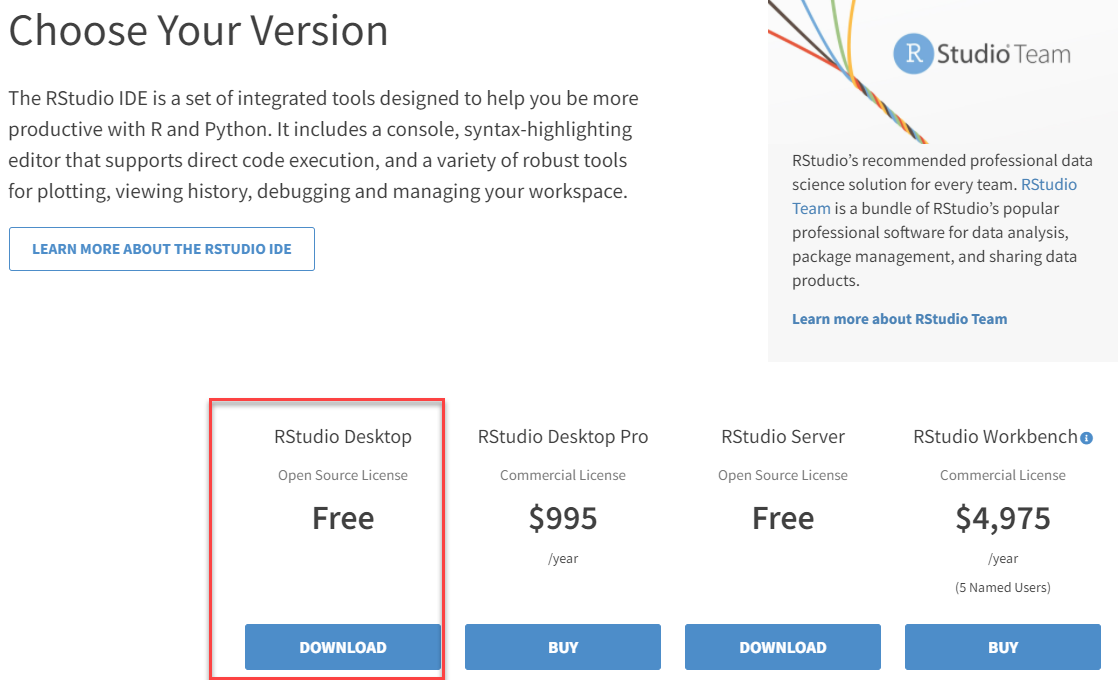 Choose Your Version
The RStudio IDE is a set of integrated tools designed to help you be more
productive with R and Python. It includes a console, syntax-highlighting
editor that supports direct code execution, and a variety of robust tools
for plotting, viewing history, debugging and managing your workspace.
LEARN MORE ABOUT THE RSTUDIO IDE
R Studio® Team
RStudio’s recommended professional data
science solution for every team. RStudio
Team is a bundle of RStudio’s popular
professional software for data analysis,
package management, and sharing data
products.
Learn more about RStudio Team
RStudio Desktop
Open Source License
Free
DOWNLOAD
RStudio Desktop Pro
Commercial License
$995
/year
BUY
RStudio Server
Open Source License
Free
DOWNLOAD
RStudio Workbench i
Commercial License
$4,975
/year
(5 Named Users)
BUY